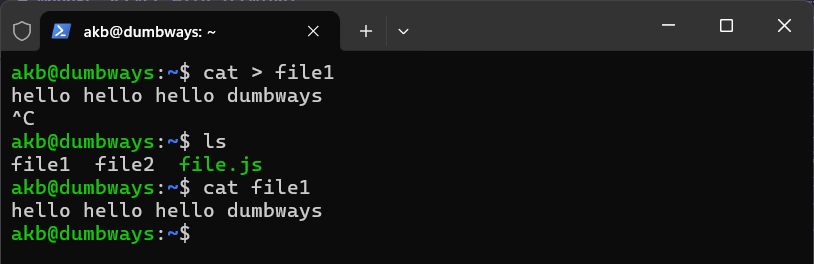 akb@dumbways: ~
akb@dumbways:~$ cat > file1
hello hello hello dumbways
^C
akb@dumbways:~$ ls
file1  file2  file.js
akb@dumbways:~$ cat file1
hello hello hello dumbways
akb@dumbways:~$